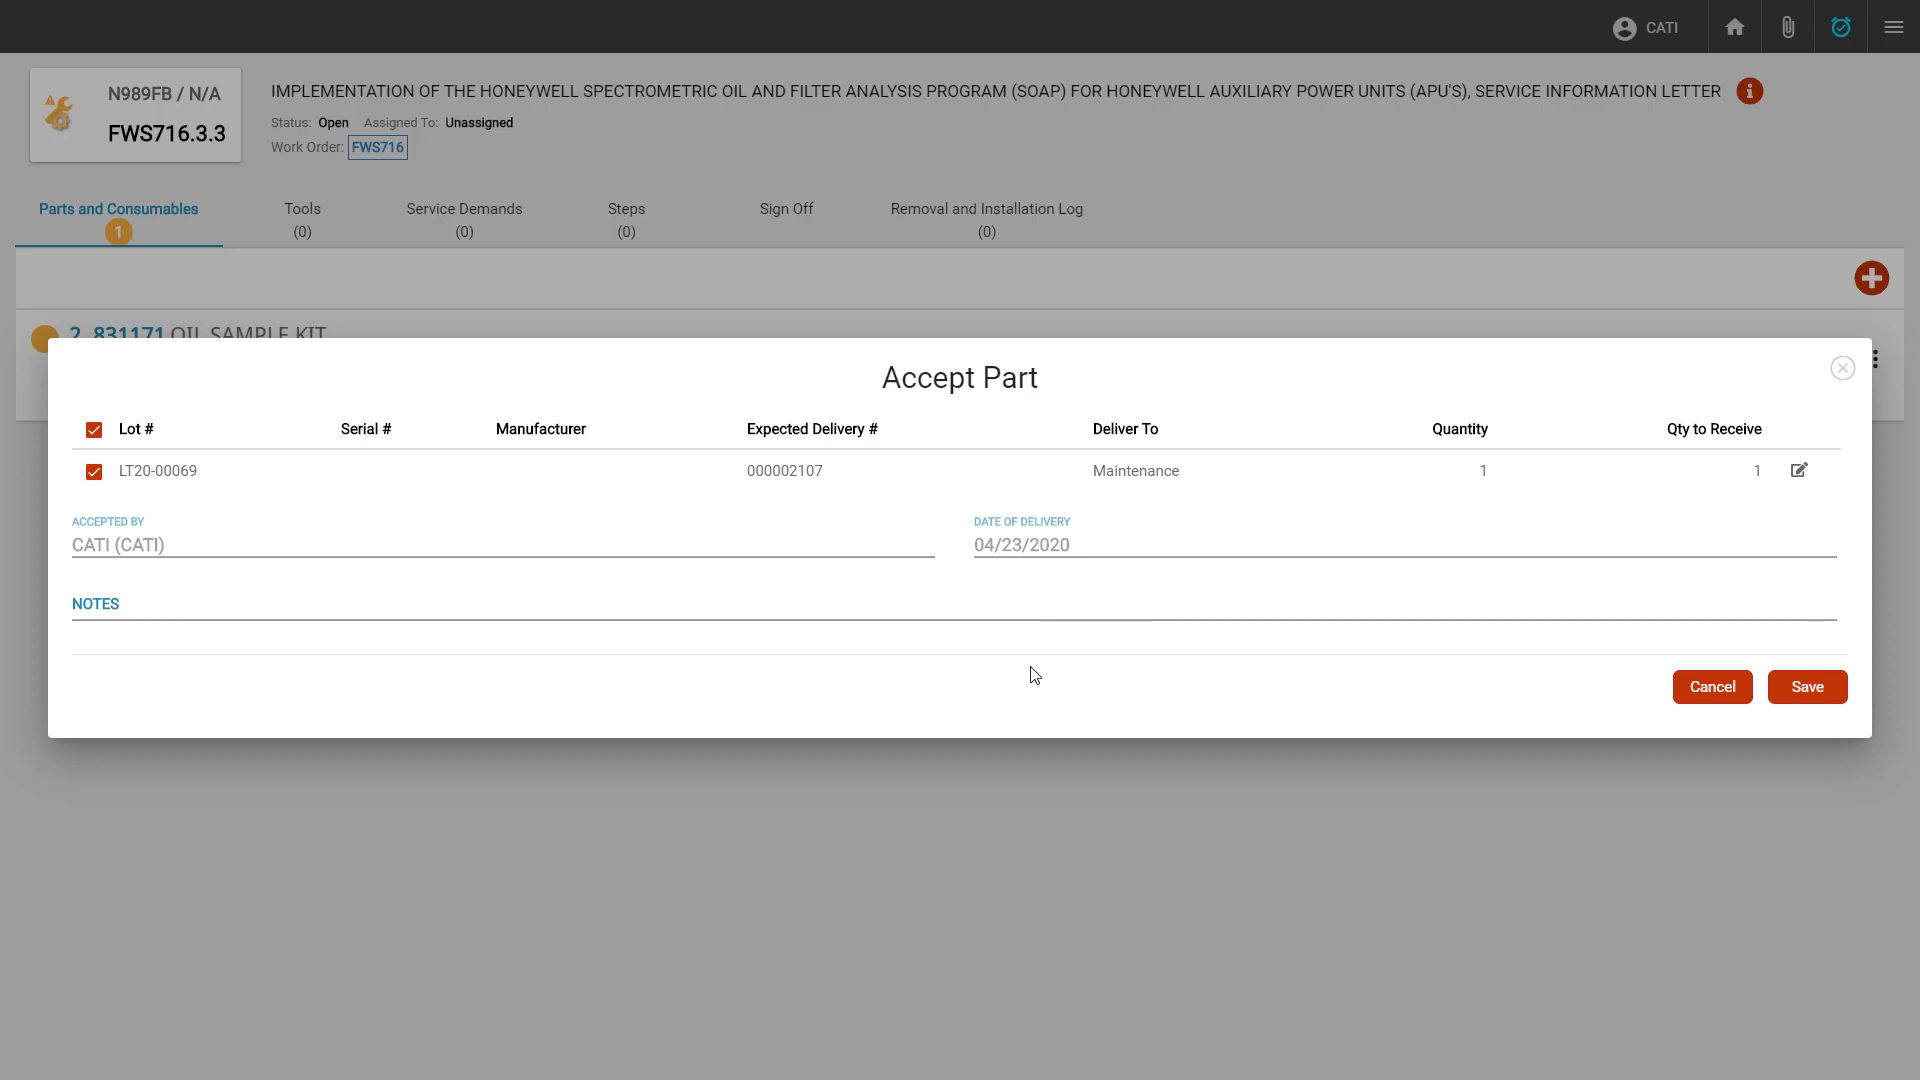 CATI
N989FB / N/A
FWS716.3.3
IMPLEMENTATION OF THE HONEYWELL SPECTROMETRIC OIL AND FILTER ANALYSIS PROGRAM (SOAP) FOR HONEYWELL AUXILIARY POWER UNITS (APU'S), SERVICE INFORMATION LETTER
Status: Open Assigned To: Unassigned
Work Order: FWS716
Parts and Consumables Tools Service Demands Steps Sign Off Removal and Installation Log
1 (0) (0) (0) (0)
2 831171 OIL SAMPLE KIT
Accept Part
Lot # Serial # Manufacturer Expected Delivery # Deliver To Quantity Qty to Receive
LT20-00069 000002107 Maintenance 1 1
ACCEPTED BY DATE OF DELIVERY
CATI (CATI) 04/23/2020
NOTES
Cancel Save